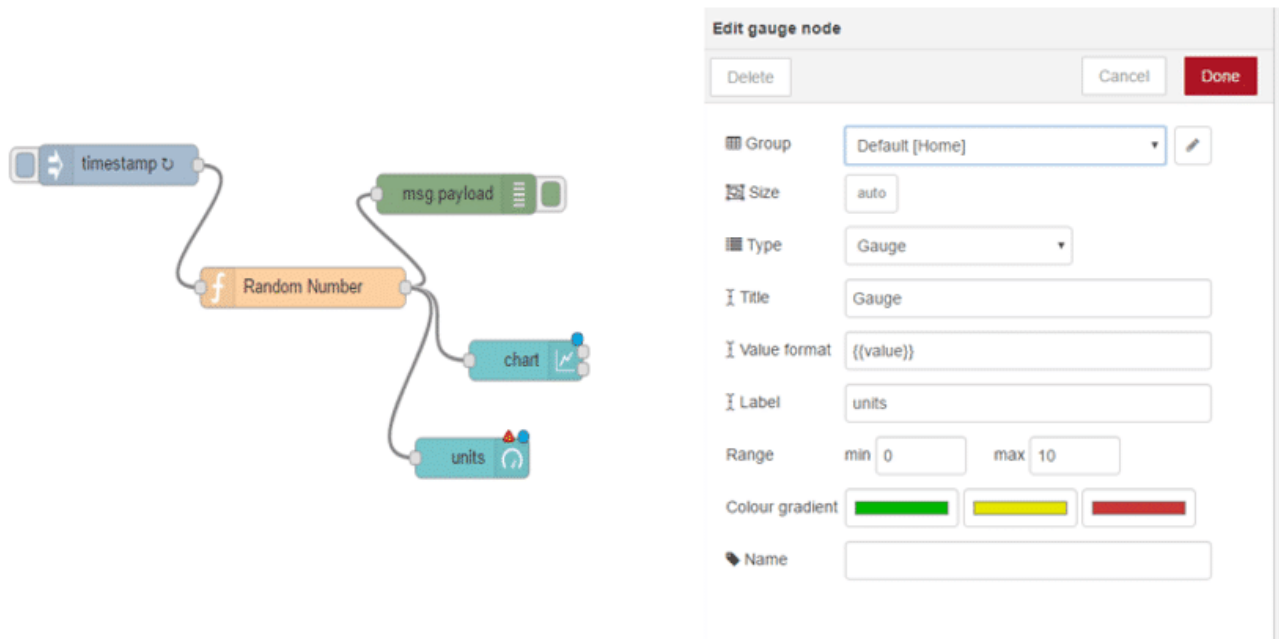 timestamp ↻
msg.payload
Random Number
chart
units
Edit gauge node
Delete Cancel Done
Group Default [Home]
Size auto
Type Gauge
Title Gauge
Value format {{value}}
Label units
Range min 0 max 10
Colour gradient
Name